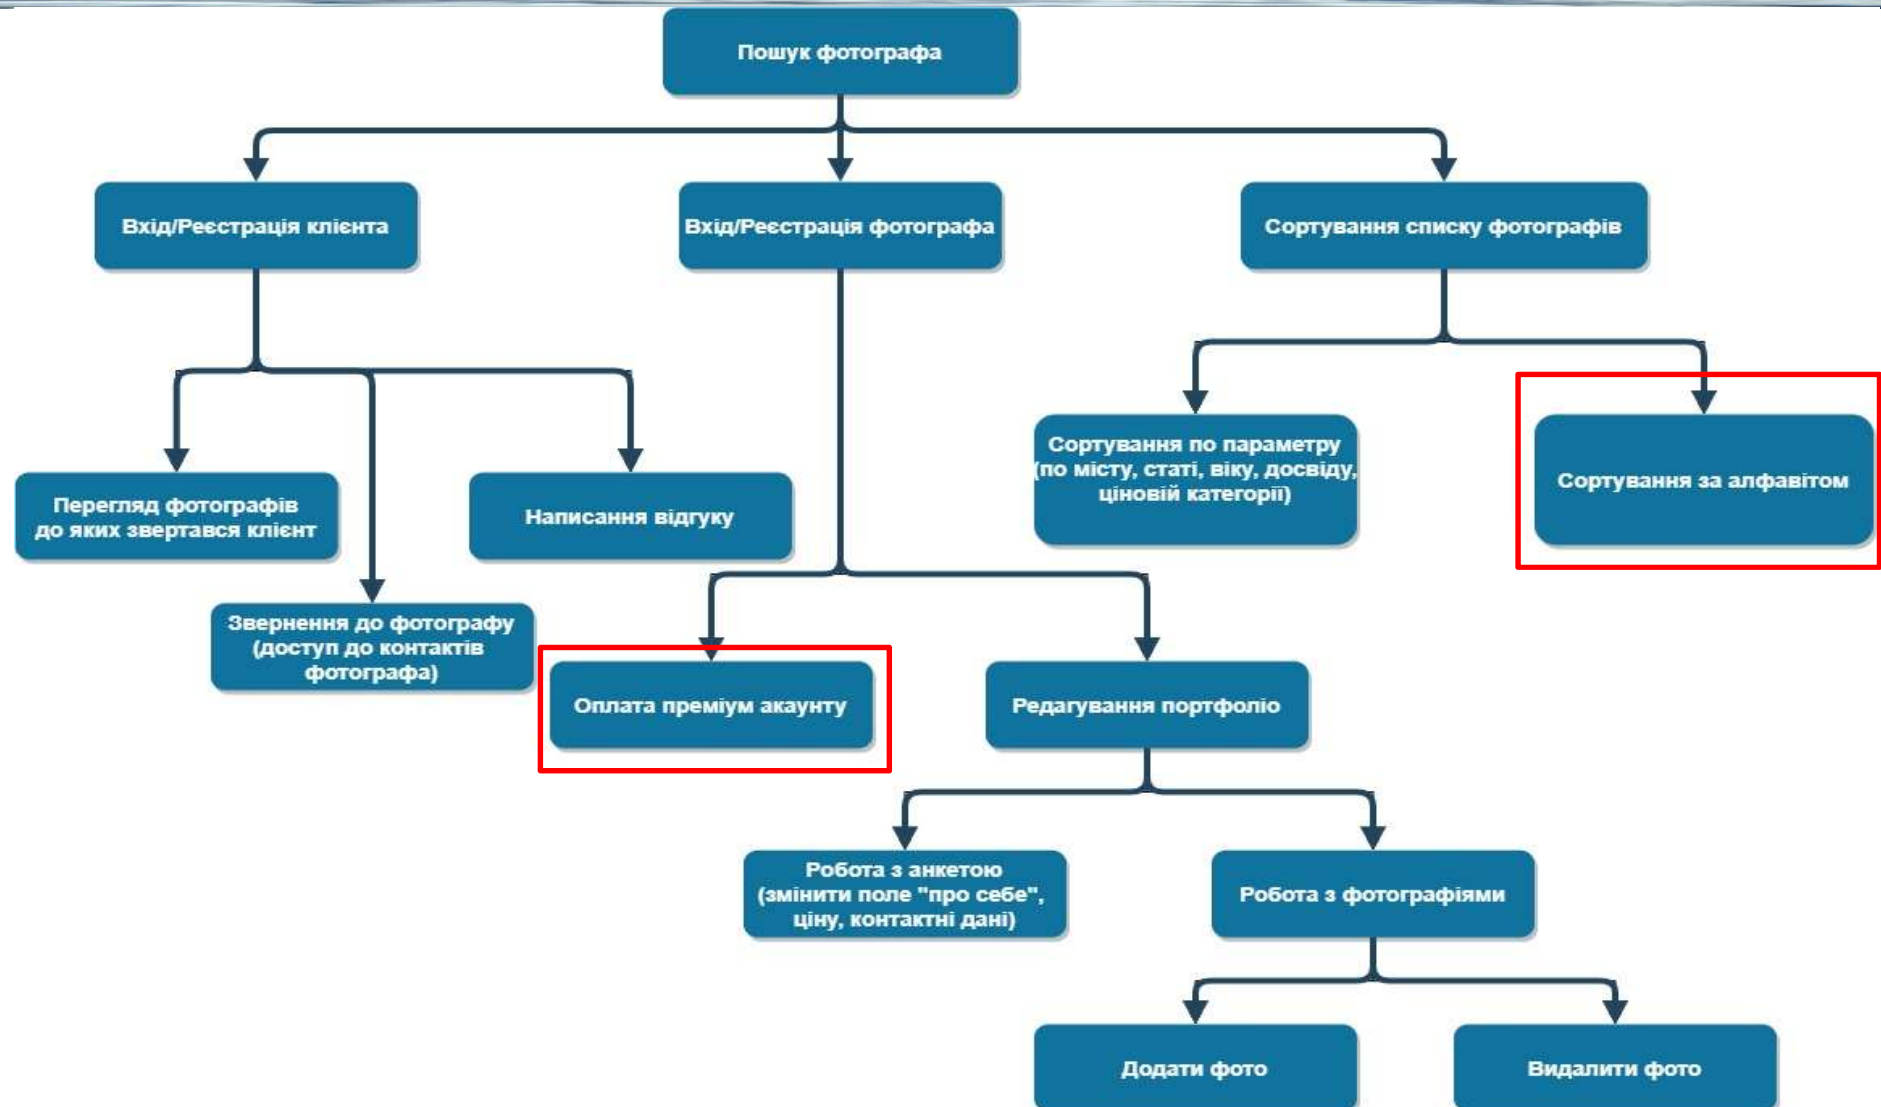 Пошук фотографа
Вхід/Реєстрація клієнта
Вхід/Реєстрація фотографа
Сортування списку фотографів
Сортування по параметру
(по місту, статі, віку, досвіду,
ціновій категорії)
Сортування за алфавітом
Перегляд фотографів
до яких звертався клієнт
Написання відгуку
Звернення до фотографу
(доступ до контактів
фотографа)
Оплата преміум акаунту
Редагування портфоліо
Робота з анкетою
(змінити поле "про себе",
ціну, контактні дані)
Робота з фотографіями
Додати фото
Видалити фото